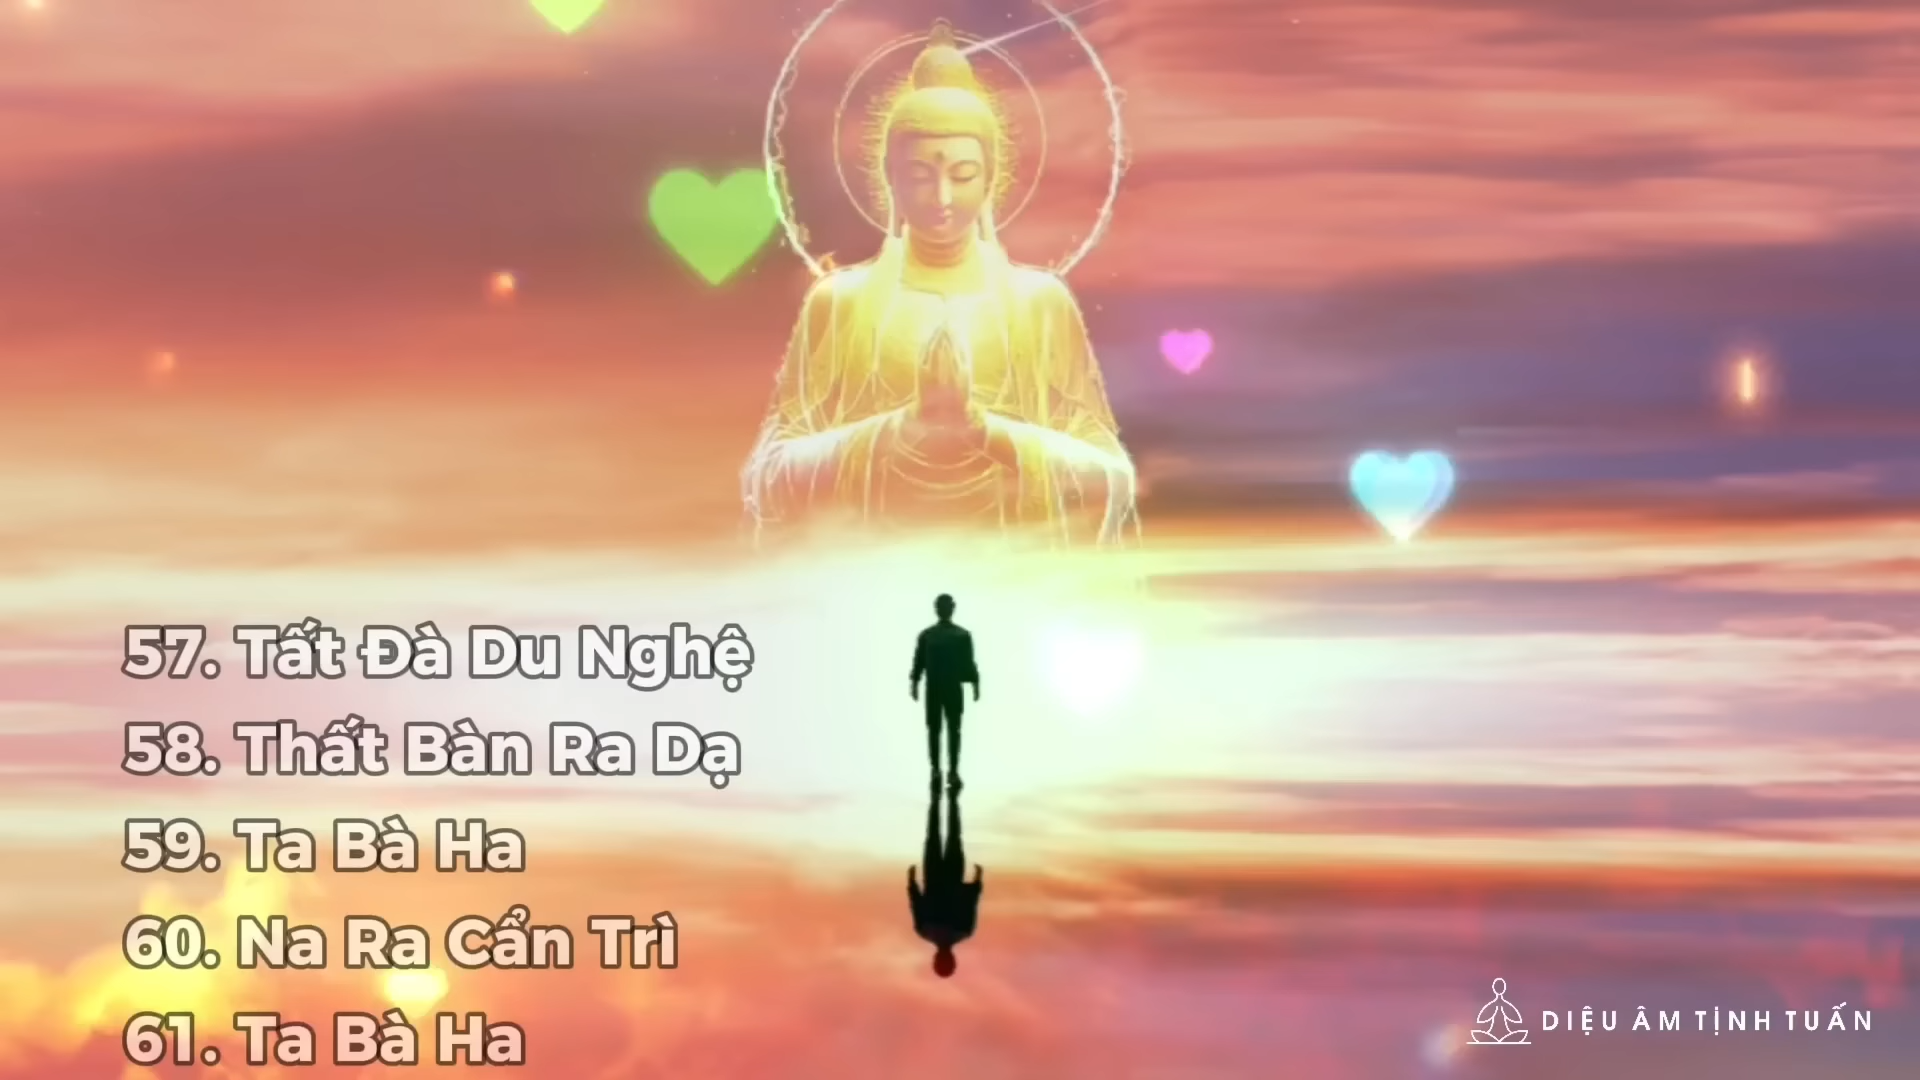 57. Tất Đà Du Nghệ
58. Thất Bàn Ra Dạ
59. Ta Bà Ha
60. Na Ra Cẩn Trì
61. Ta Bà Ha
DIỆU ÂM TỊNH TUẤN